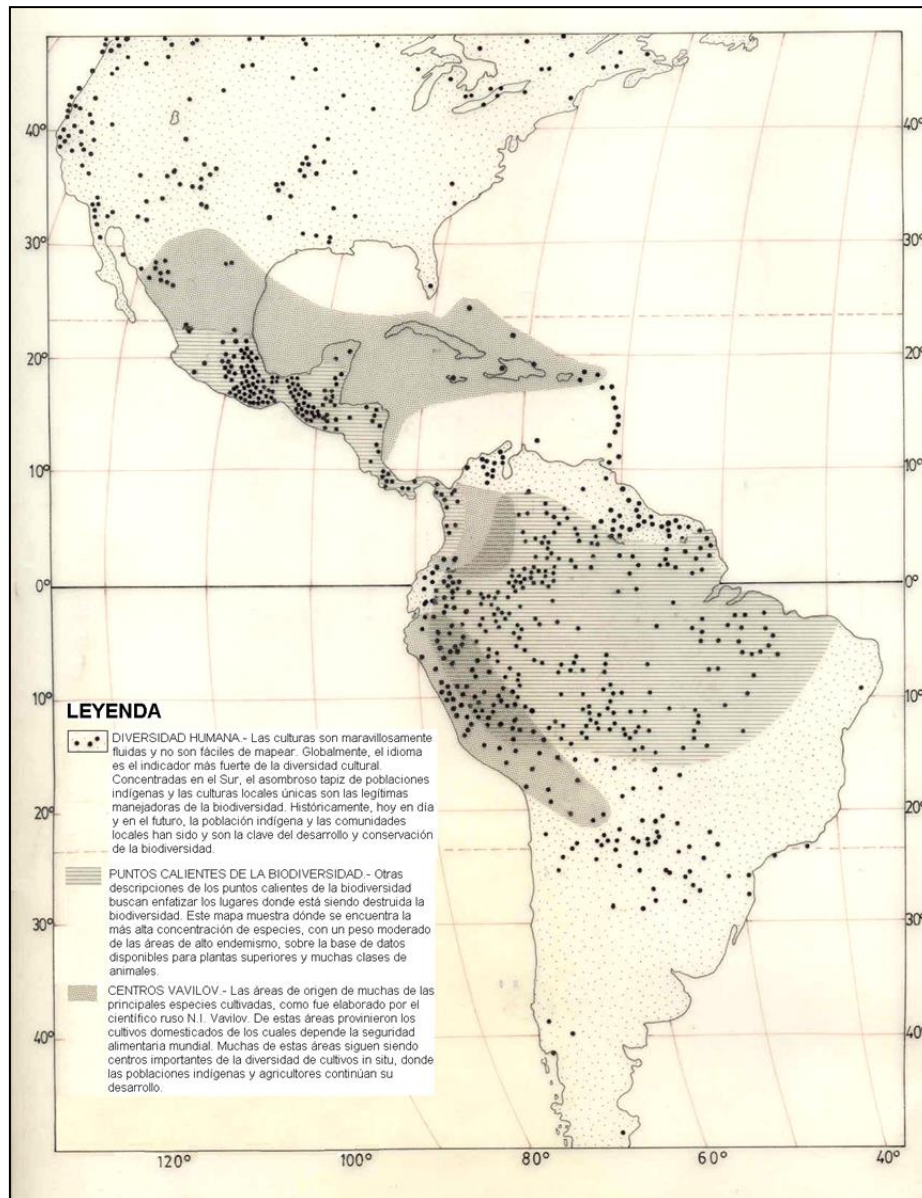 40°
40°
30°
30°
20°
20°
10°
10°
0°
0°
10°
10°
LEYENDA
DIVERSIDAD HUMANA.- Las culturas son maravillosamente
fluidas y no son fáciles de mapear. Globalmente, el idioma
es el indicador más fuerte de la diversidad cultural.
Concentradas en el Sur, el asombroso tapiz de poblaciones
indígenas y las culturas locales únicas son las legítimas
manejadoras de la biodiversidad. Históricamente, hoy en día
y en el futuro, la población indígena y las comunidades
locales han sido y son la clave del desarrollo y conservación
de la biodiversidad.
20°
20°
PUNTOS CALIENTES DE LA BIODIVERSIDAD.- Otras
descripciones de los puntos calientes de la biodiversidad
buscan enfatizar los lugares donde está siendo destruida la
biodiversidad. Este mapa muestra dónde se encuentra la
más alta concentración de especies, con un peso moderado
de las áreas de alto endemismo, sobre la base de datos
disponibles para plantas superiores y muchas clases de
animales.
30°
30°
CENTROS VAVILOV.- Las áreas de origen de muchas de las
principales especies cultivadas, como fue elaborado por el
científico ruso N.I. Vavilov. De estas áreas provinieron los
cultivos domesticados de los cuales depende la seguridad
alimentaria mundial. Muchas de estas áreas siguen siendo
centros importantes de la diversidad de cultivos in situ, donde
las poblaciones indígenas y agricultores continúan su
desarrollo.
40°
40°
120°
100°
80°
60°
40°